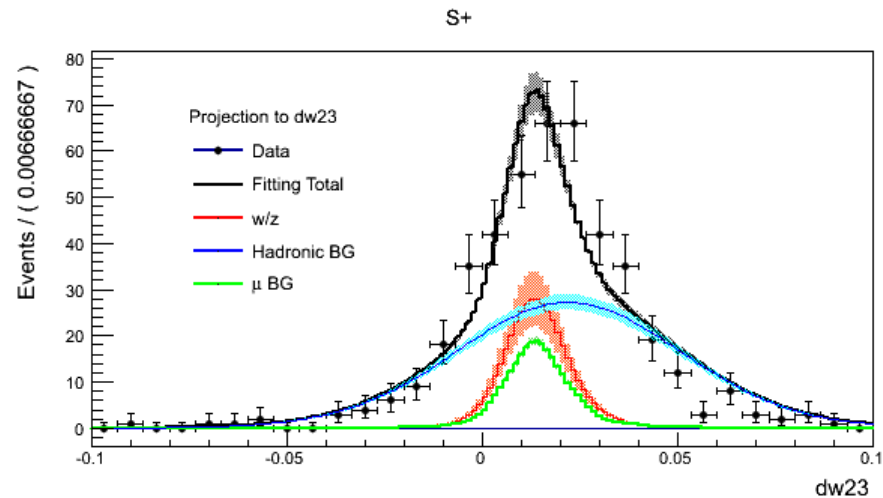 S+
Events / ( 0.00666667 )
80
70
60
50
40
30
20
10
0
Projection to dw23
Data
Fitting Total
w/z
Hadronic BG
μ BG
-0.1
-0.05
0
0.05
0.1
dw23